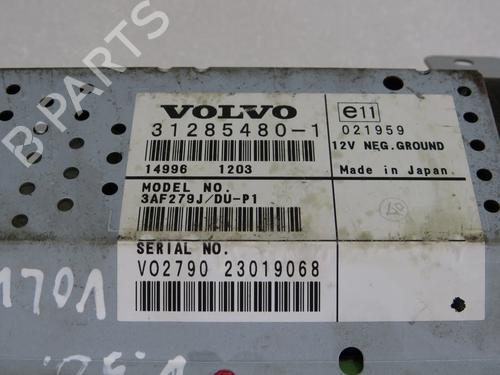 B PARTS
VOLVO
31285480-1
14996 1203
MODEL NO.
3AF279J/DU-P1
SERIAL NO.
VO2790 23019068
e11
021959
12V NEG.GROUND
Made in Japan.